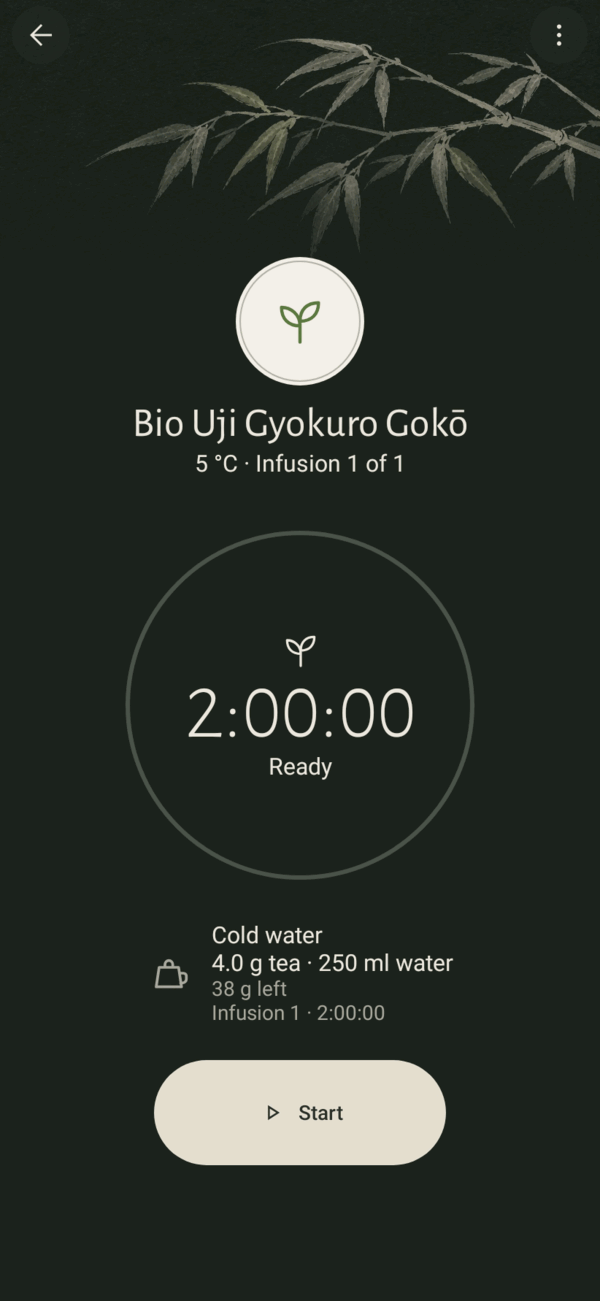 Bio Uji Gyokuro Gokō
5 °C · Infusion 1 of 1
2:00:00
Ready
Cold water
4.0 g tea · 250 ml water
38 g left
Infusion 1 · 2:00:00
Start